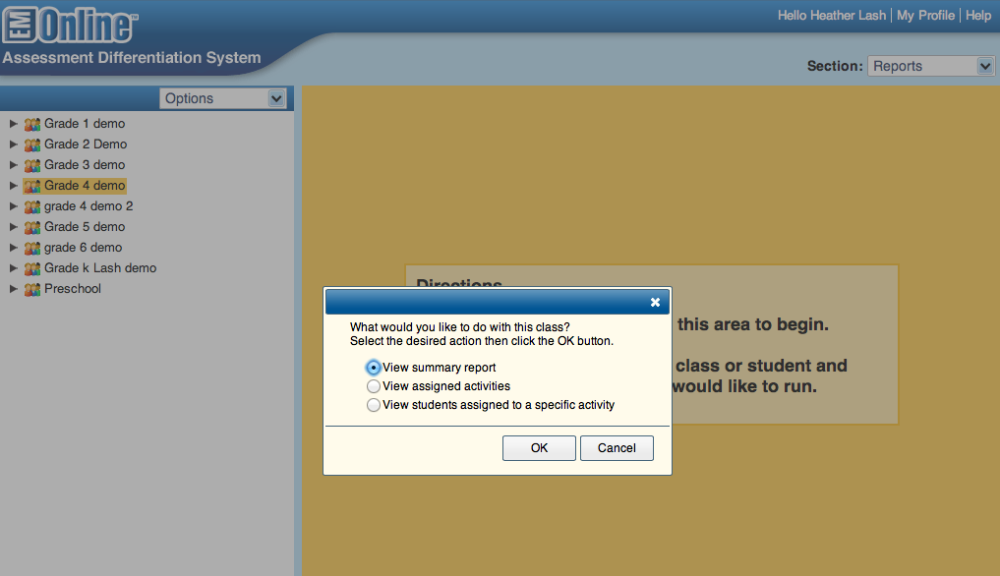 EM Online™
Assessment Differentiation System
Hello Heather Lash | My Profile | Help
Section: Reports
Options
Grade 1 demo
Grade 2 Demo
Grade 3 demo
Grade 4 demo
grade 4 demo 2
Grade 5 demo
grade 6 demo
Grade k Lash demo
Preschool
Directions
this area to begin.
class or student and
would like to run.
What would you like to do with this class?
Select the desired action then click the OK button.
View summary report
View assigned activities
View students assigned to a specific activity
OK
Cancel